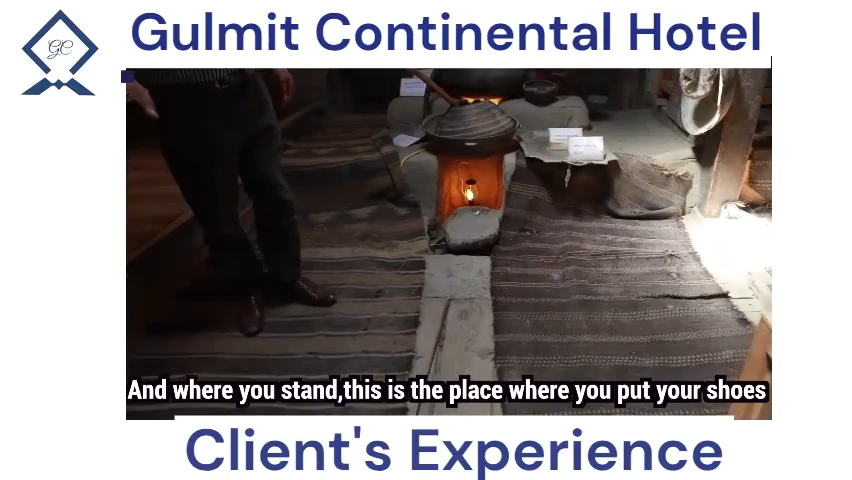 Gulmit Continental Hotel
GC
And where you stand,this is the place where you put your shoes
Client's Experience